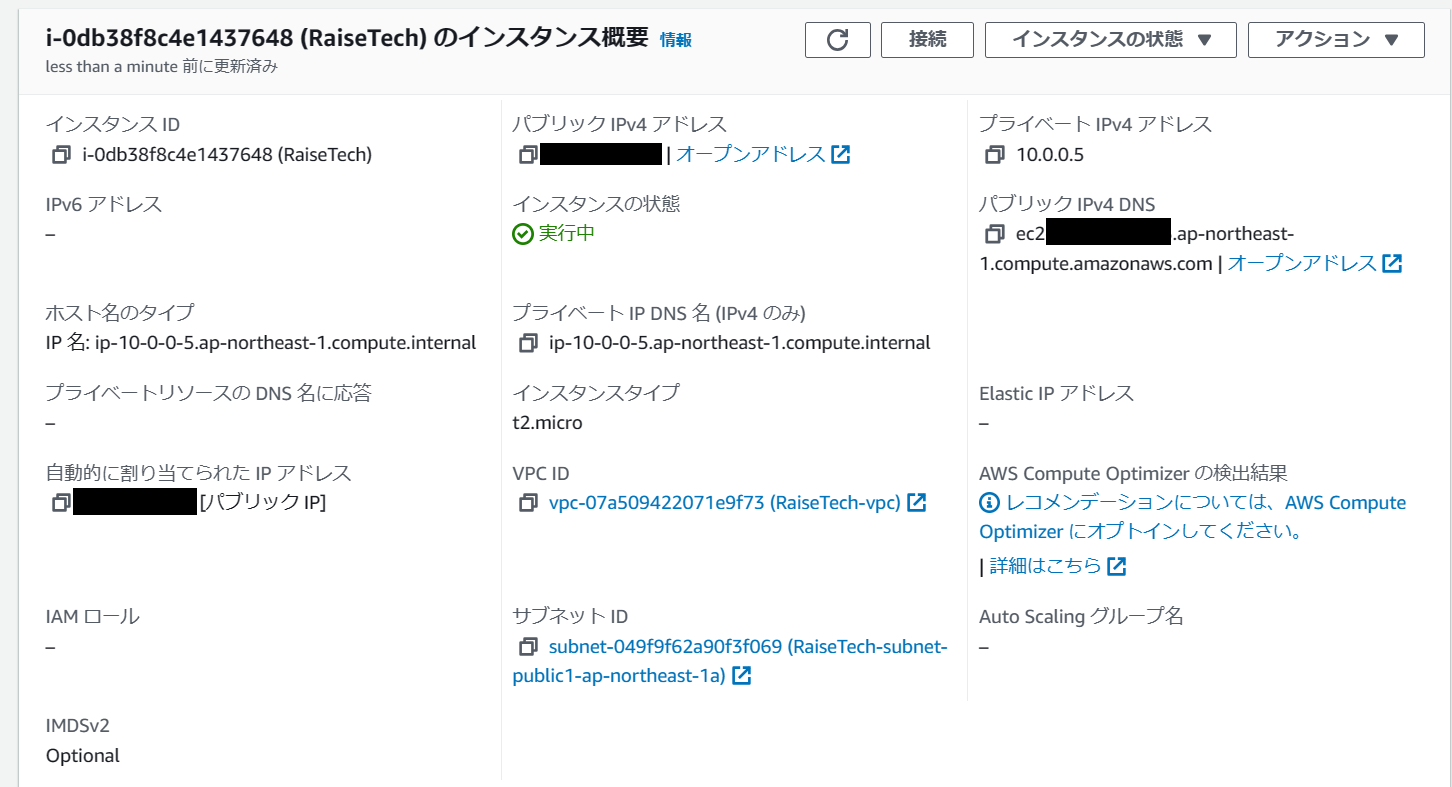 i-0db38f8c4e1437648 (RaiseTech) のインスタンス概要 情報
less than a minute 前に更新済み
接続
インスタンスの状態 ▼
アクション ▼
インスタンス ID
i-0db38f8c4e1437648 (RaiseTech)
パブリック IPv4 アドレス
| オープンアドレス
プライベート IPv4 アドレス
10.0.0.5
IPv6 アドレス
–
インスタンスの状態
実行中
パブリック IPv4 DNS
ec2 .ap-northeast-
1.compute.amazonaws.com | オープンアドレス
ホスト名のタイプ
IP 名: ip-10-0-0-5.ap-northeast-1.compute.internal
プライベート IP DNS 名 (IPv4 のみ)
ip-10-0-0-5.ap-northeast-1.compute.internal
プライベートリソースの DNS 名に応答
–
インスタンスタイプ
t2.micro
Elastic IP アドレス
–
自動的に割り当てられた IP アドレス
[パブリック IP]
VPC ID
vpc-07a509422071e9f73 (RaiseTech-vpc)
AWS Compute Optimizer の検出結果
レコメンデーションについては、AWS Compute
Optimizer にオプトインしてください。
| 詳細はこちら
IAM ロール
–
サブネット ID
subnet-049f9f62a90f3f069 (RaiseTech-subnet-
public1-ap-northeast-1a)
Auto Scaling グループ名
–
IMDSv2
Optional